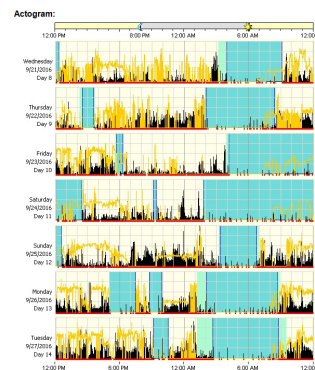 Actogram:
12:00 PM 8:00 PM 12:00 AM 6:00 AM 12:00
Wednesday
9/21/2016
Day 8
Thursday
9/22/2016
Day 9
Friday
9/23/2016
Day 10
Saturday
9/24/2016
Day 11
Sunday
9/25/2016
Day 12
Monday
9/26/2016
Day 13
Tuesday
9/27/2016
Day 14
12:00 PM 6:00 PM 12:00 AM 6:00 AM 12:00